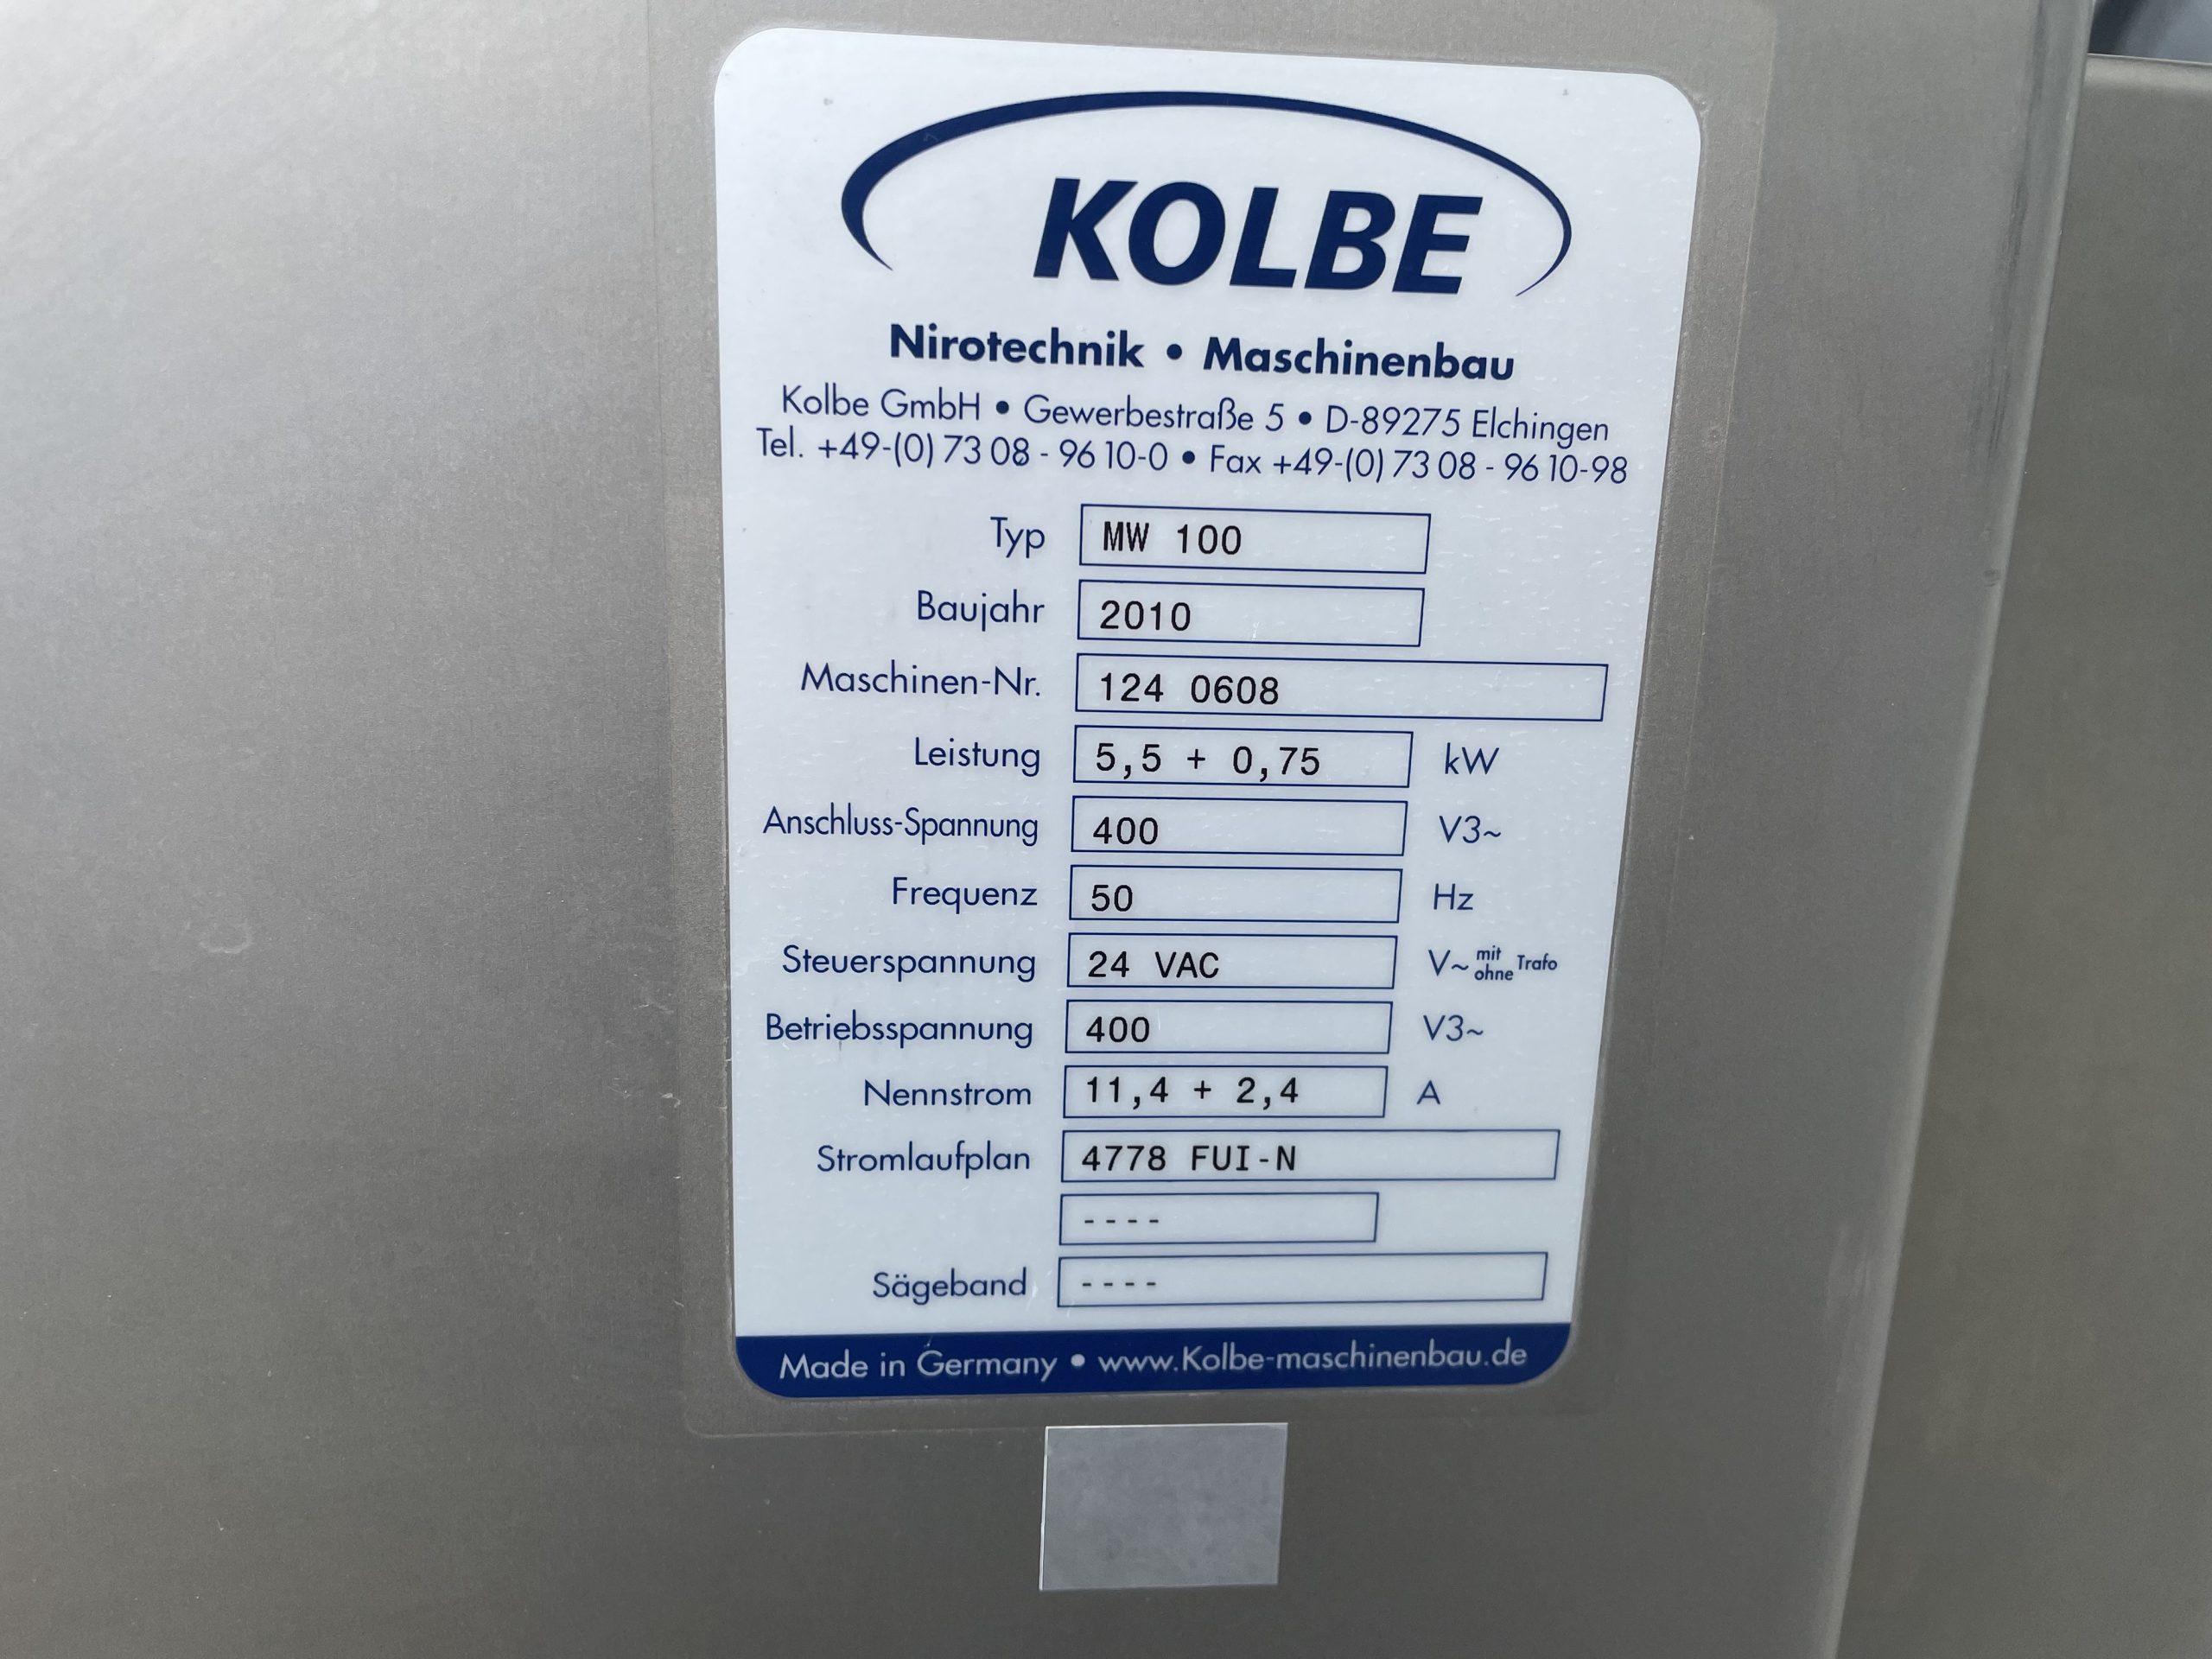 KOLBE
Nirotechnik • Maschinenbau
Kolbe GmbH • Gewerbestraße 5 • D-89275 Elchingen
Tel. +49-(0) 73 08 - 96 10-0 • Fax +49-(0) 73 08 - 96 10-98
Typ MW 100
Baujahr 2010
Maschinen-Nr. 124 0608
Leistung 5,5 + 0,75 kW
Anschluss-Spannung 400 V3~
Frequenz 50 Hz
Steuerspannung 24 VAC V~ mit ohne Trafo
Betriebsspannung 400 V3~
Nennstrom 11,4 + 2,4 A
Stromlaufplan 4778 FUI-N
----
Sägeband ----
Made in Germany • www.Kolbe-maschinenbau.de